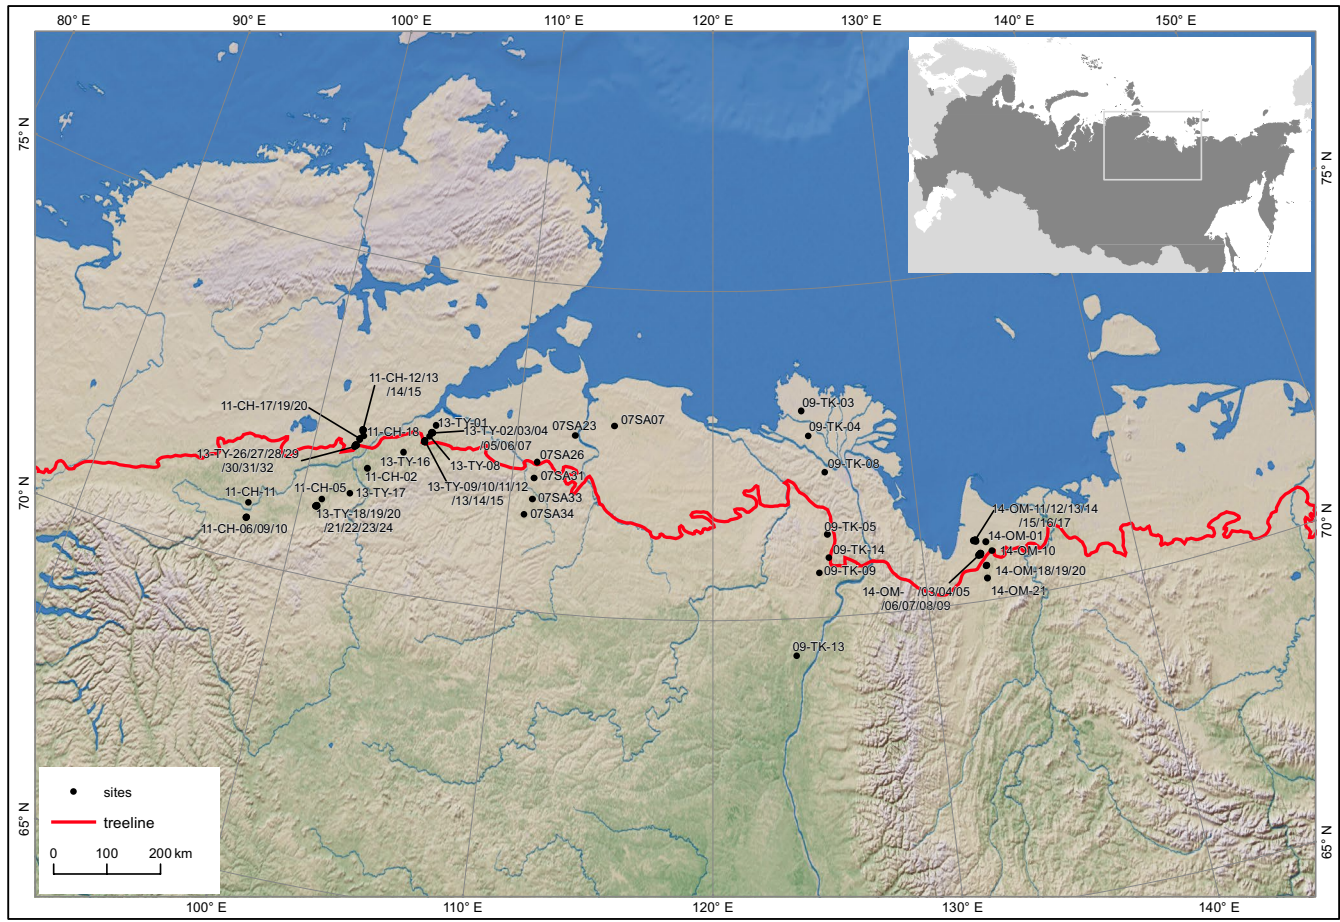 80° E
90° E
100° E
110° E
120° E
130° E
140° E
150° E
75° N
75° N
11-CH-12/13
/14/15
11-CH-17/19/20
11-CH-18
13-TY-01
13-TY-02/03/04
/05/06/07
07SA23
07SA07
09-TK-03
09-TK-04
13-TY-26/27/28/29
/30/31/32
13-TY-16
13-TY-08
07SA26
09-TK-08
11-CH-02
07SA31
13-TY-09/10/11/12
/13/14/15
11-CH-11
11-CH-05
13-TY-17
07SA33
07SA34
11-CH-06/09/10
13-TY-18/19/20
/21/22/23/24
70° N
70° N
14-OM-11/12/13/14
/15/16/17
09-TK-05
14-OM-01
14-OM-10
09-TK-14
09-TK-09
14-OM-18/19/20
14-OM-
/03/04/05
/06/07/08/09
14-OM-21
09-TK-13
65° N
65° N
sites
treeline
0 100 200 km
100° E
110° E
120° E
130° E
140° E